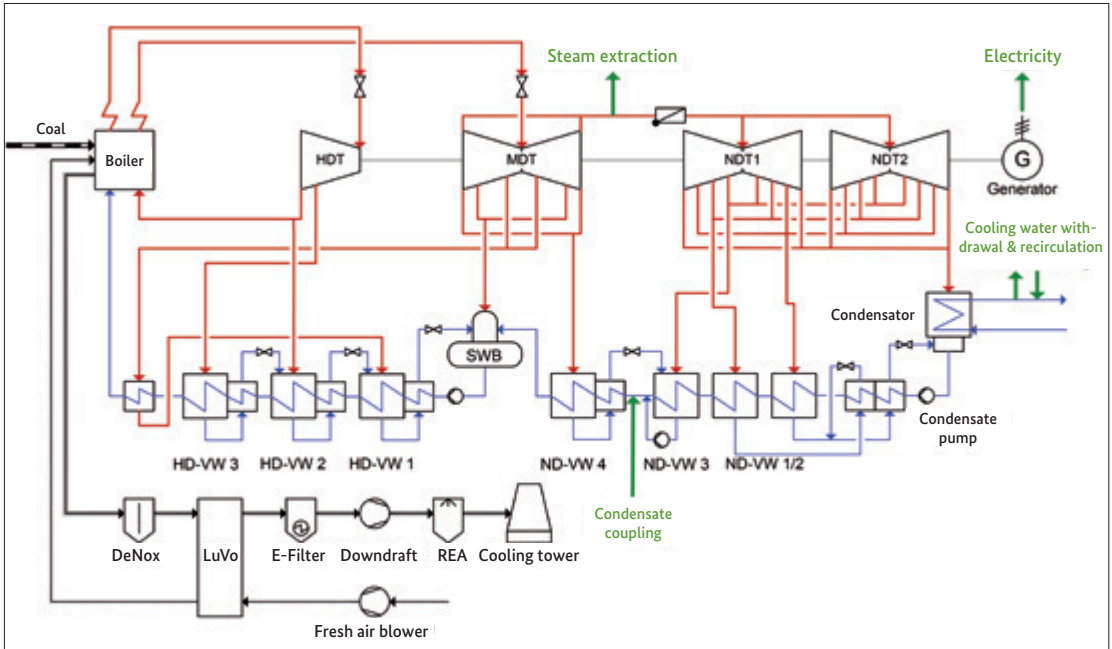 Steam extraction
Electricity
Coal
Boiler
HDT
MDT
NDT1
NDT2
G
Generator
Cooling water with-
drawal & recirculation
Condensator
SWB
Condensate
pump
HD-VW 3
HD-VW 2
HD-VW 1
ND-VW 4
ND-VW 3
ND-VW 1/2
Condensate
coupling
DeNox
LuVo
E-Filter
Downdraft
REA
Cooling tower
Fresh air blower